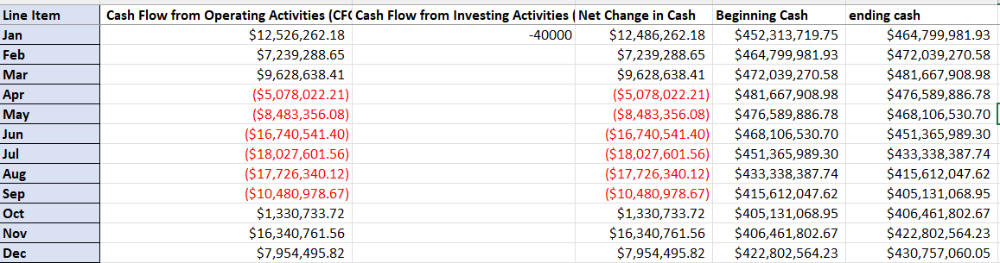 Line Item Cash Flow from Operating Activities (CF Cash Flow from Investing Activities ( Net Change in Cash Beginning Cash ending cash
Jan $12,526,262.18 -40000 $12,486,262.18 $452,313,719.75 $464,799,981.93
Feb $7,239,288.65 $7,239,288.65 $464,799,981.93 $472,039,270.58
Mar $9,628,638.41 $9,628,638.41 $472,039,270.58 $481,667,908.98
Apr ($5,078,022.21) ($5,078,022.21) $481,667,908.98 $476,589,886.78
May ($8,483,356.08) ($8,483,356.08) $476,589,886.78 $468,106,530.70
Jun ($16,740,541.40) ($16,740,541.40) $468,106,530.70 $451,365,989.30
Jul ($18,027,601.56) ($18,027,601.56) $451,365,989.30 $433,338,387.74
Aug ($17,726,340.12) ($17,726,340.12) $433,338,387.74 $415,612,047.62
Sep ($10,480,978.67) ($10,480,978.67) $415,612,047.62 $405,131,068.95
Oct $1,330,733.72 $1,330,733.72 $405,131,068.95 $406,461,802.67
Nov $16,340,761.56 $16,340,761.56 $406,461,802.67 $422,802,564.23
Dec $7,954,495.82 $7,954,495.82 $422,802,564.23 $430,757,060.05